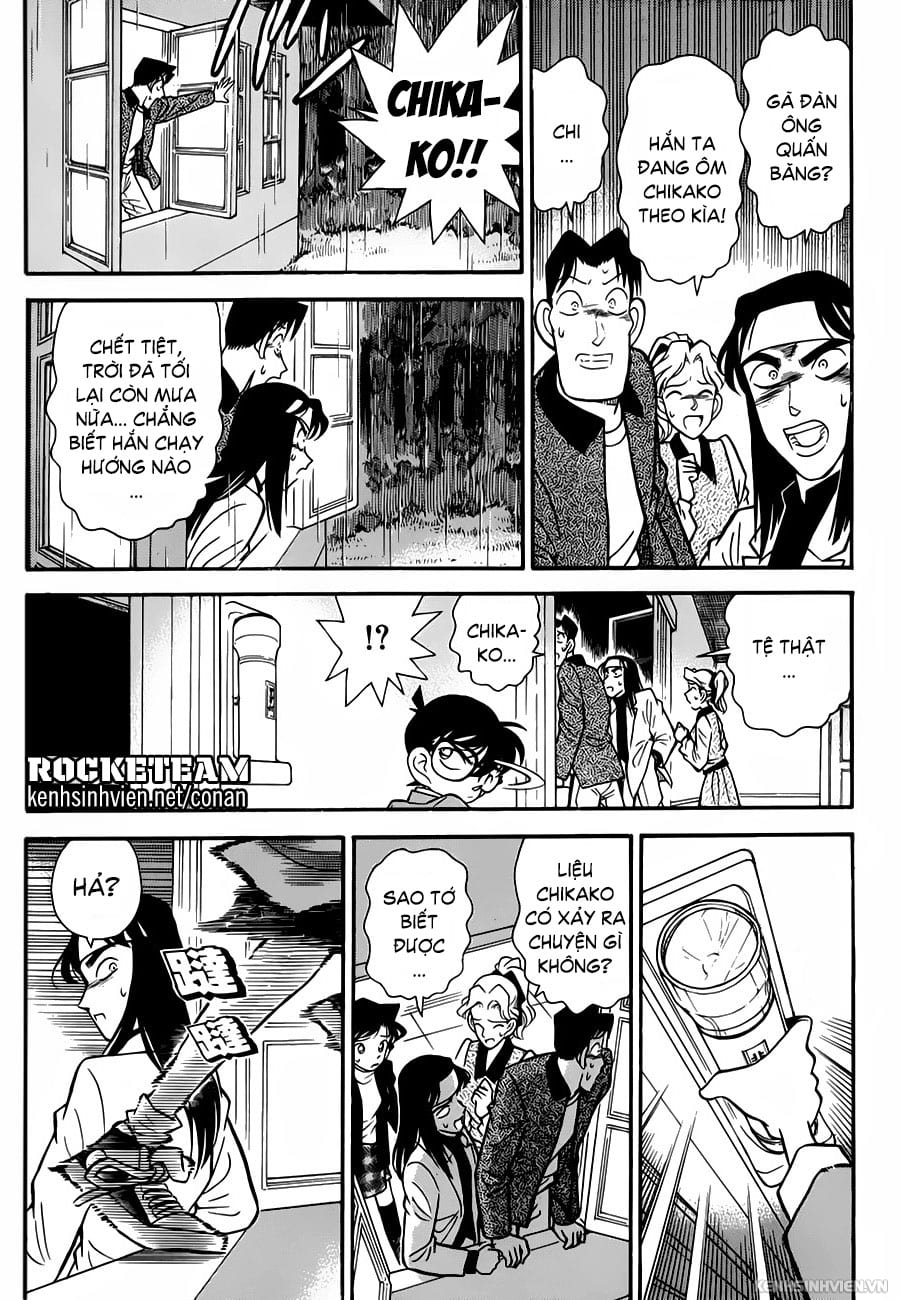 GÃ ĐÀN
ÔNG
QUẤN
BĂNG?
HẮN TA
ĐANG ÔM
CHIKAKO
THEO KÌA!
CHI
...
CHIKA-
KO!!
CHẾT TIỆT,
TRỜI ĐÃ TỐI
LẠI CÒN MƯA
NỮA... CHẲNG
BIẾT HẮN CHẠY
HƯỚNG NÀO
...
TỆ THẬT
...
CHIKA-
KO...
!?
ROCKETEAM
kenhsinhvien.net/conan
LIỆU
CHIKAKO
CÓ XẢY RA
CHUYỆN GÌ
KHÔNG?
SAO TỚ
BIẾT
ĐƯỢC
...
HẢ?
KENHSINHVIEN.VN